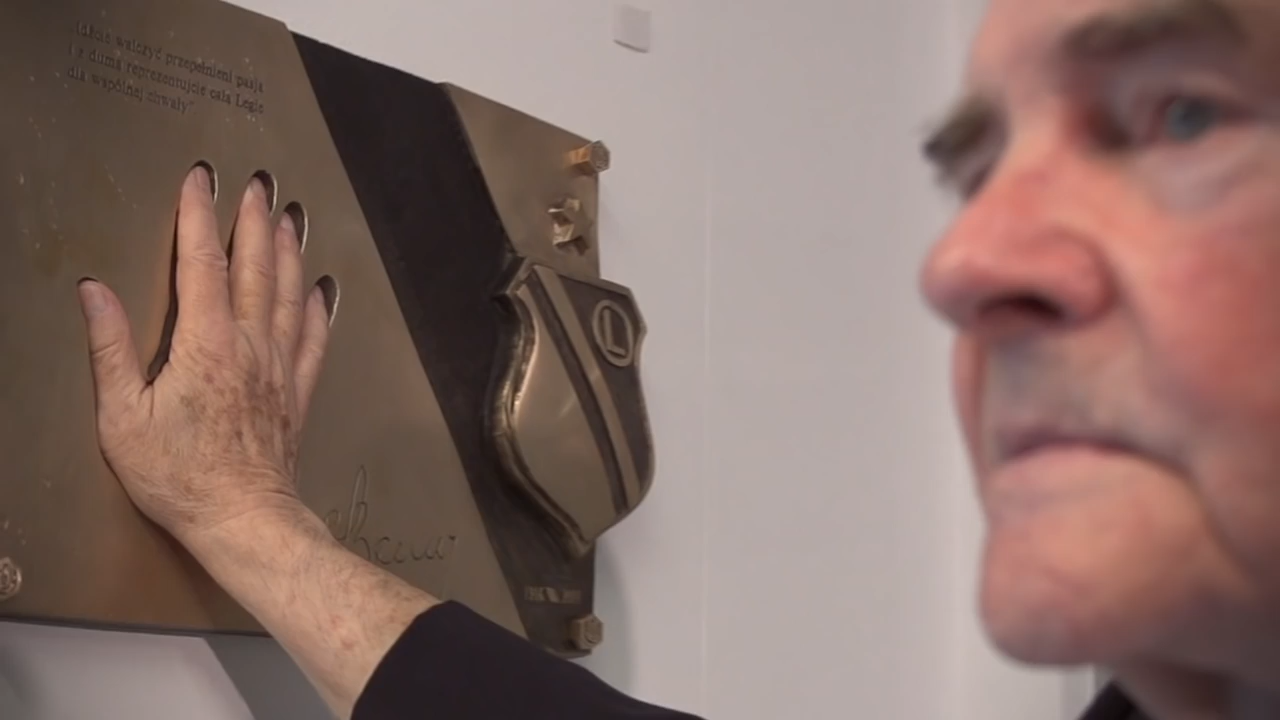 „Idźcie walczyć przepełnieni pasją
i z dumą reprezentujcie całą Legię
dla wspólnej chwały”
L